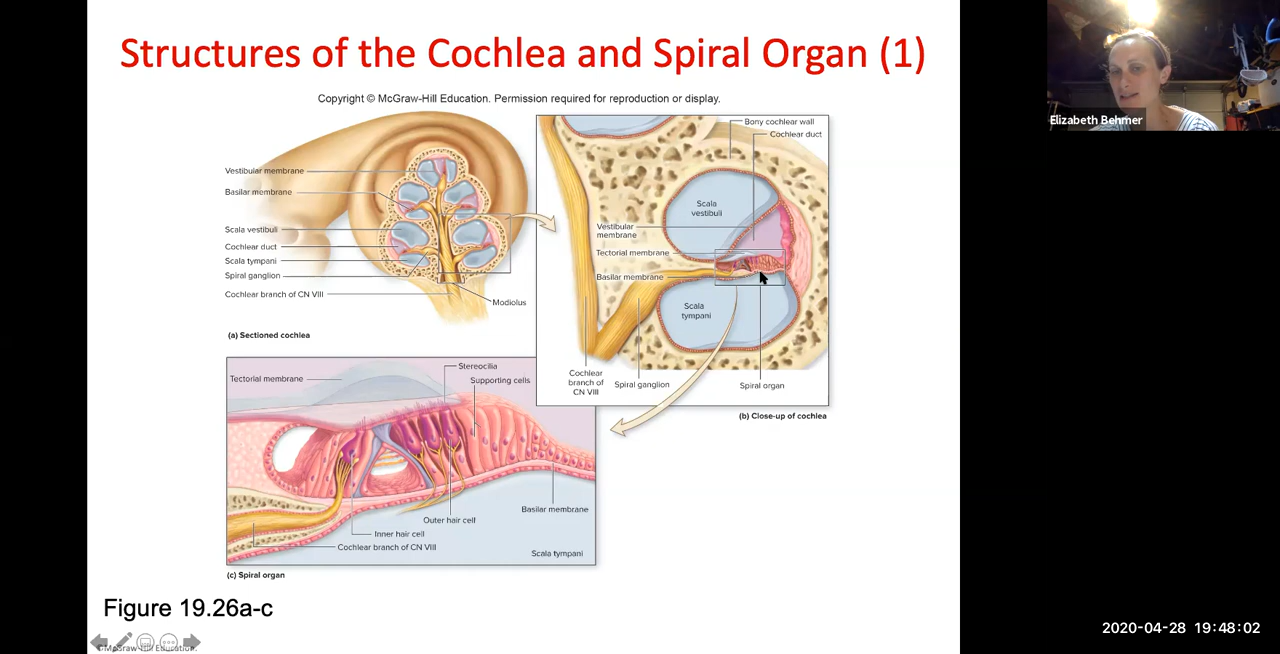 Structures of the Cochlea and Spiral Organ (1)
Copyright © McGraw-Hill Education. Permission required for reproduction or display.
Elizabeth Behmer
Vestibular membrane
Basilar membrane
Scala vestibuli
Cochlear duct
Scala tympani
Spiral ganglion
Cochlear branch of CN VIII
Modiolus
(a) Sectioned cochlea
Bony cochlear wall
Cochlear duct
Scala
vestibuli
Vestibular
membrane
Tectorial membrane
Basilar membrane
Scala
tympani
Cochlear
branch of
CN VIII
Spiral ganglion
Spiral organ
(b) Close-up of cochlea
Tectorial membrane
Stereocilia
Supporting cells
Basilar membrane
Outer hair cell
Inner hair cell
Cochlear branch of CN VIII
Scala tympani
(c) Spiral organ
Figure 19.26a-c
©McGraw-Hill Education.
2020-04-28 19:48:02